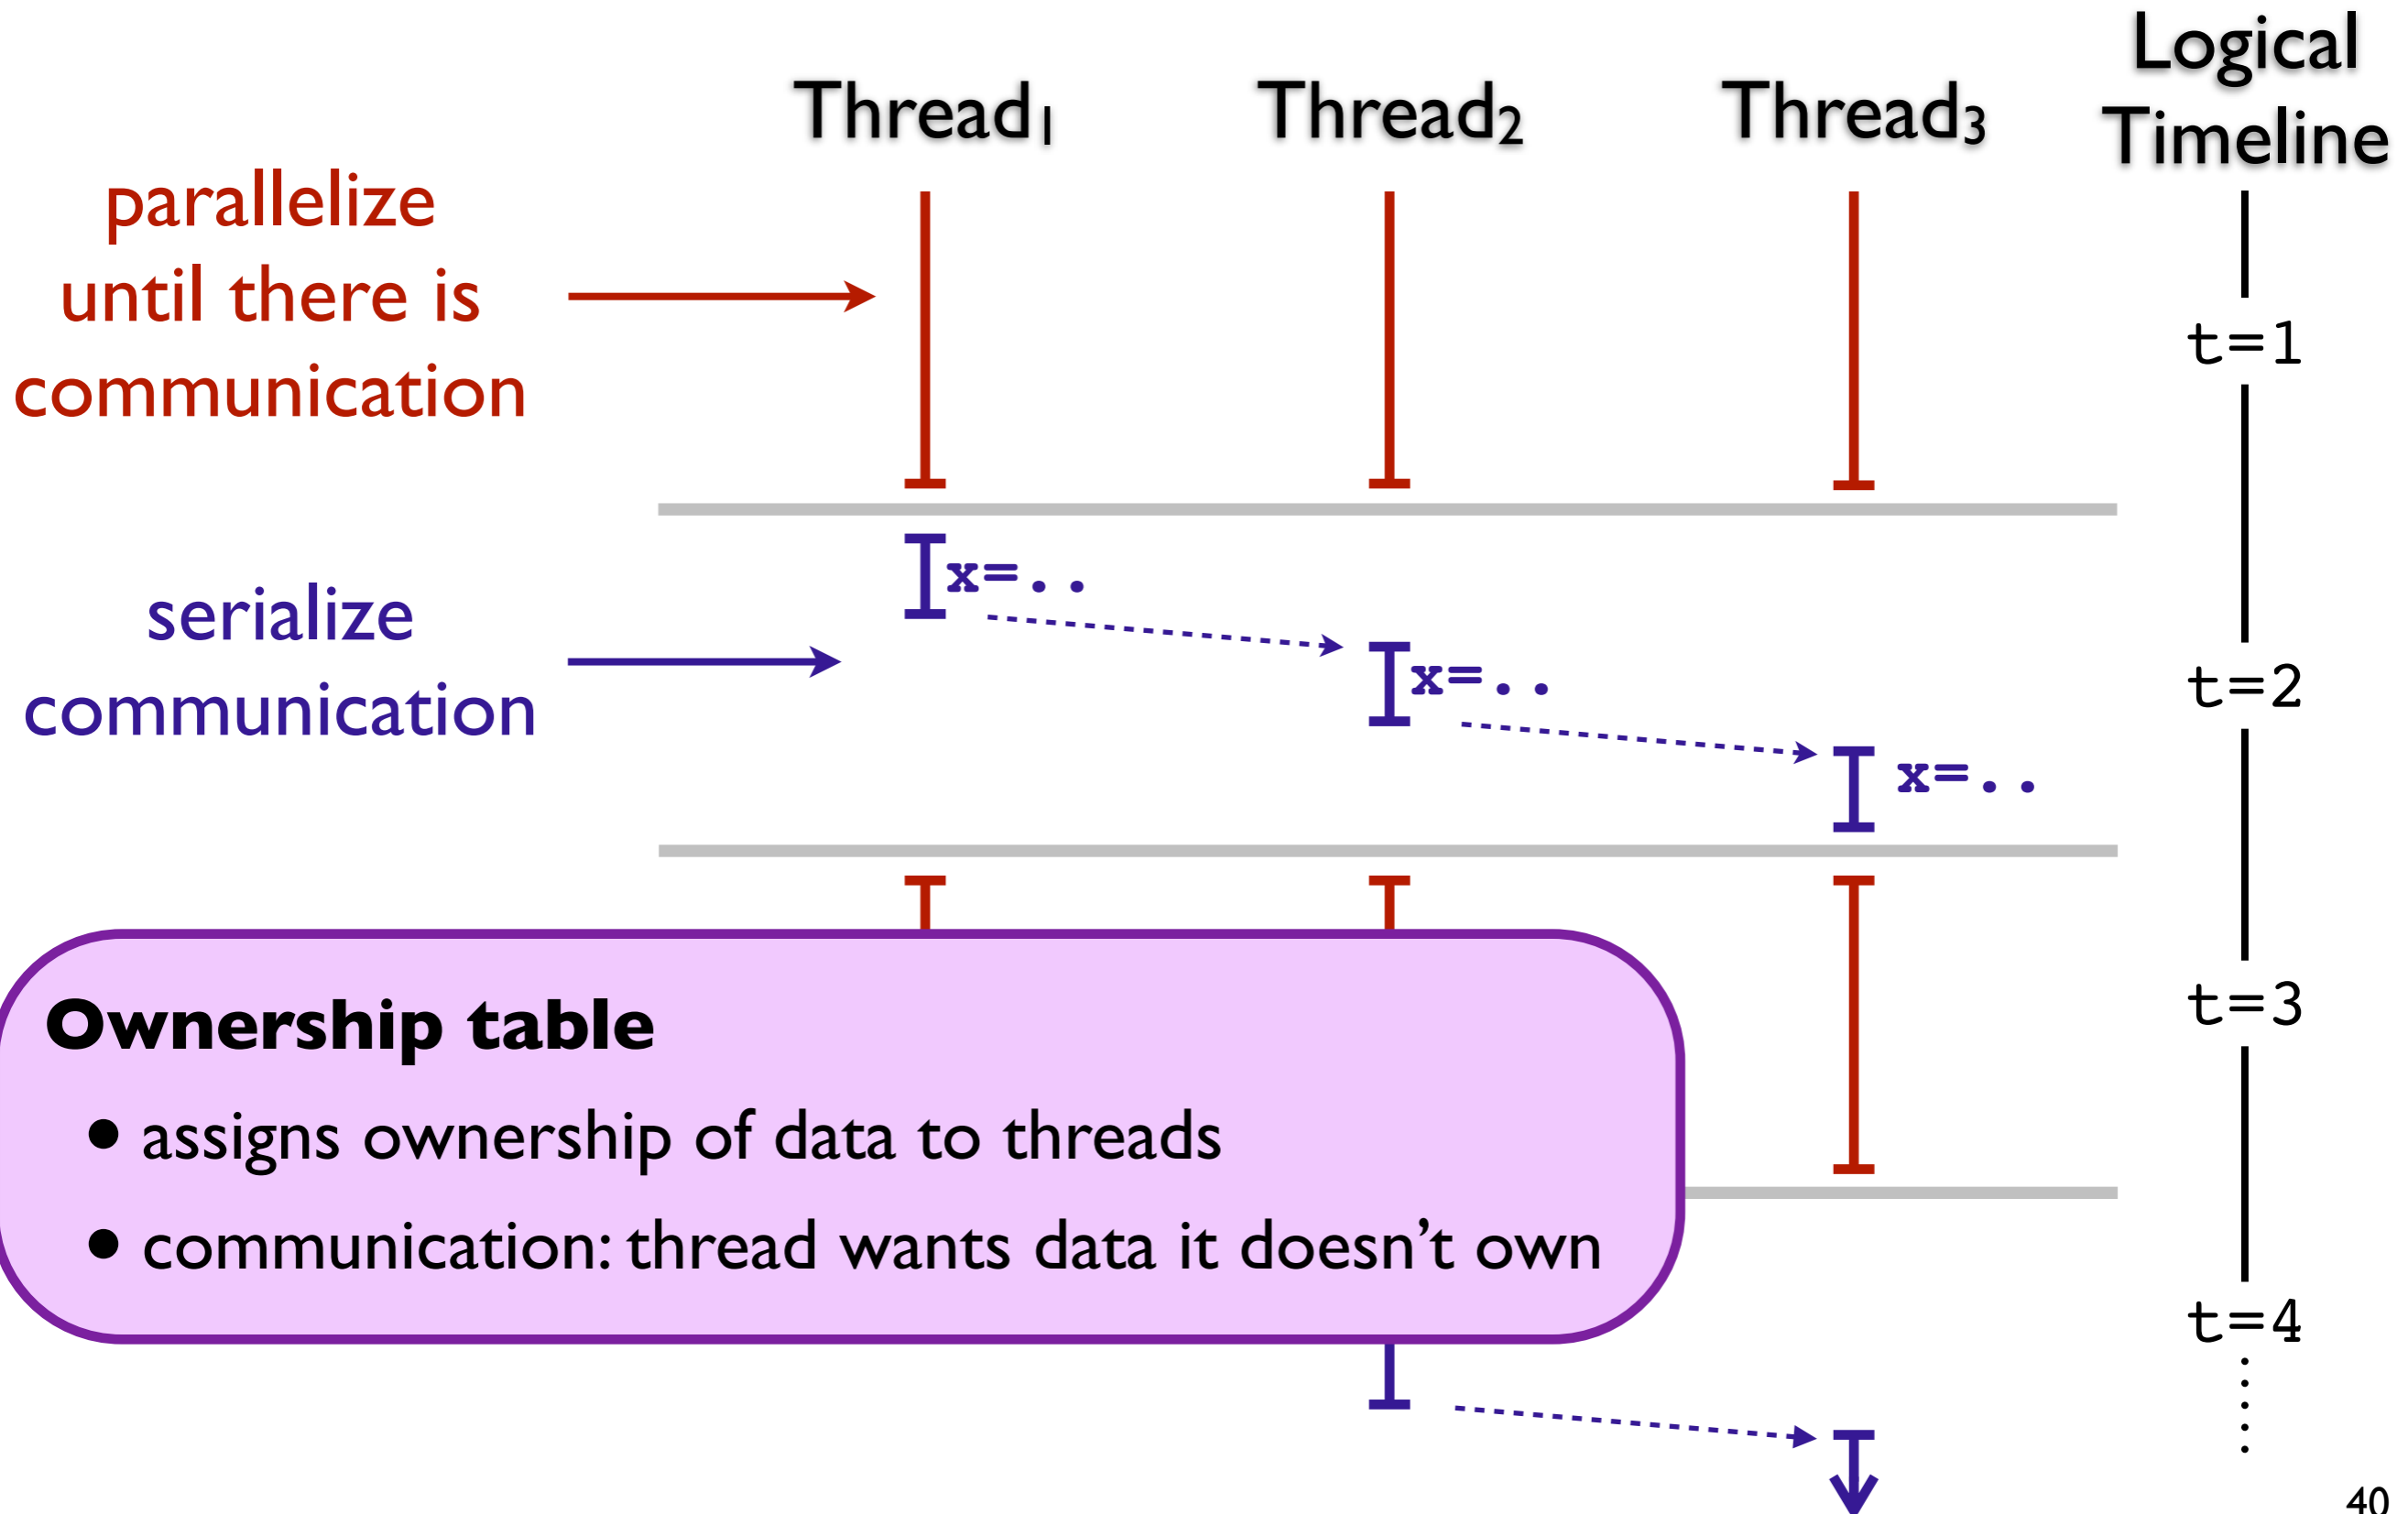 Thread1 Thread2 Thread3
Logical
Timeline
parallelize
until there is
communication
t=1
x=..
serialize
communication
x=..
t=2
x=..
Ownership table
• assigns ownership of data to threads
• communication: thread wants data it doesn’t own
t=3
t=4
40